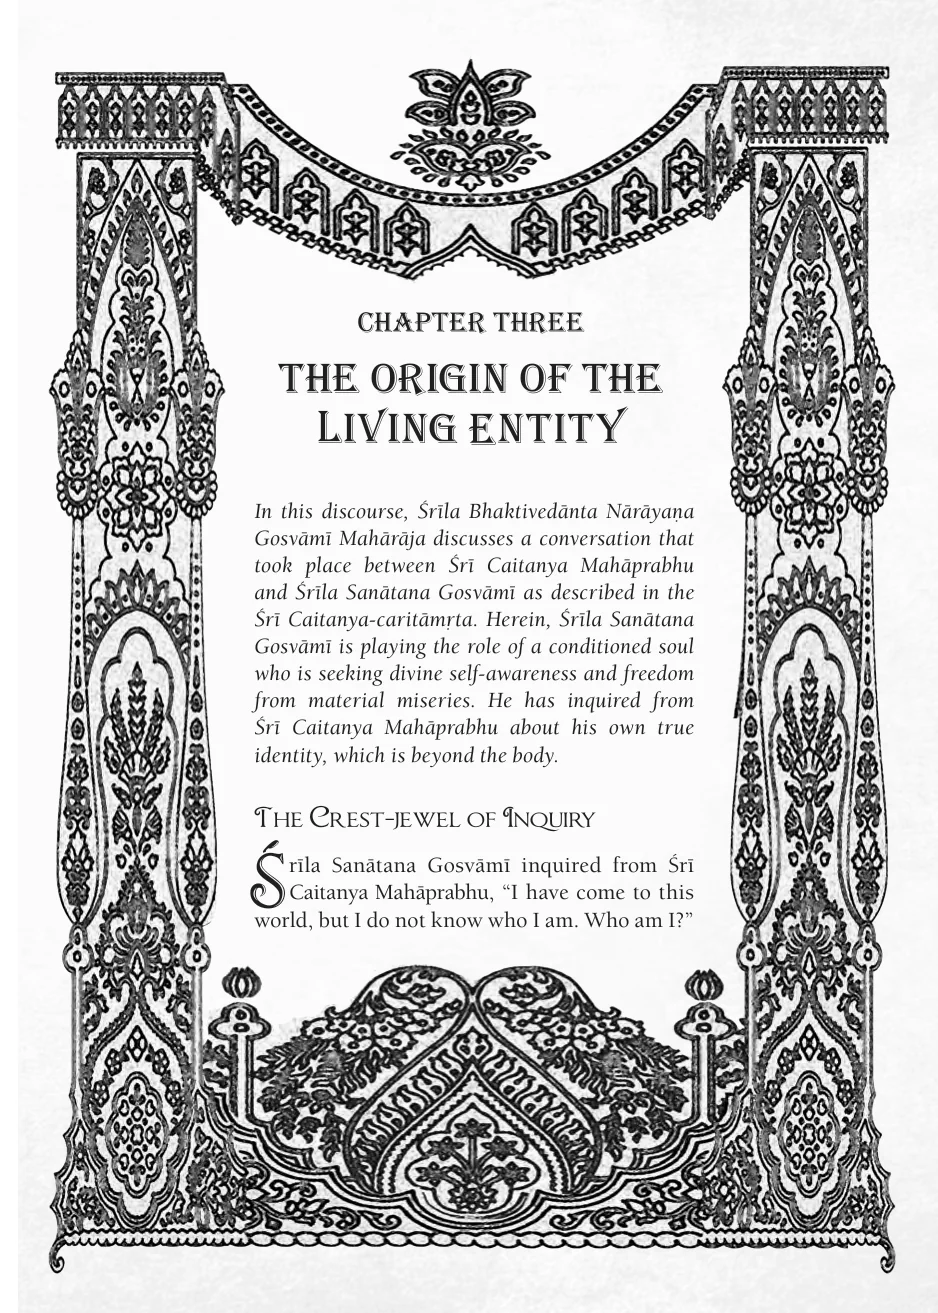 CHAPTER THREE
THE ORIGIN OF THE
LIVING ENTITY
In this discourse, Śrīla Bhaktivedānta Nārāyaṇa
Gosvāmī Mahārāja discusses a conversation that
took place between Śrī Caitanya Mahāprabhu
and Śrīla Sanātana Gosvāmī as described in the
Śrī Caitanya-caritāmṛta. Herein, Śrīla Sanātana
Gosvāmī is playing the role of a conditioned soul
who is seeking divine self-awareness and freedom
from material miseries. He has inquired from
Śrī Caitanya Mahāprabhu about his own true
identity, which is beyond the body.
The Crest-jewel of Inquiry
Śrīla Sanātana Gosvāmī inquired from Śrī
Caitanya Mahāprabhu, “I have come to this
world, but I do not know who I am. Who am I?”